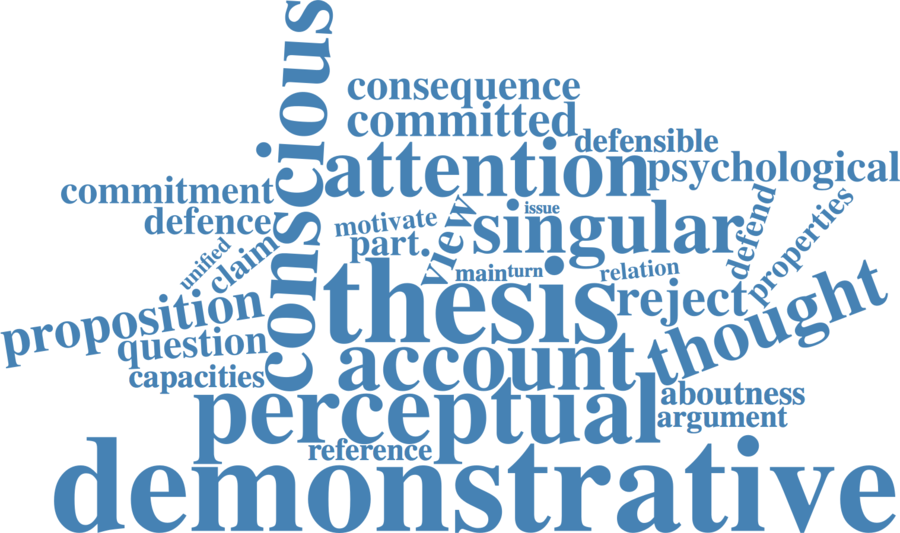 conscious
consequence
committed
defensible
attention
psychological
commitment
defence
motivate
issue
singular
part.
view
defend
properties
unified
claim
main
turn
relation
thesis
reject
thought
proposition
question
account
capacities
perceptual
aboutness
argument
reference
demonstrative